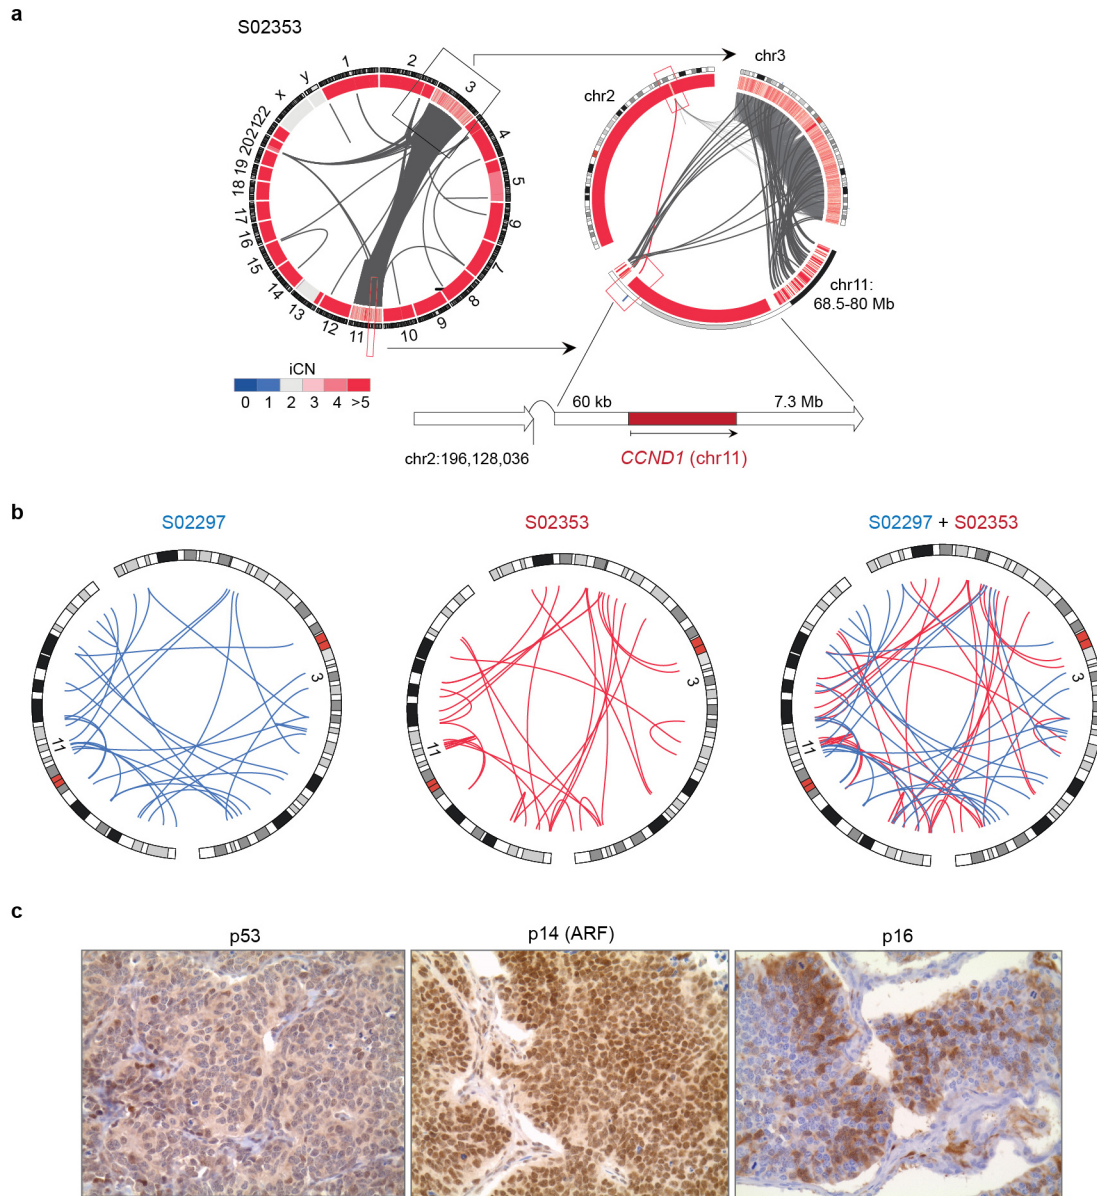 a
S02353
1
2
3
4
5
6
7
8
9
10
11
12
13
14
15
16
17
18
19
20
21
22
x
y
iCN
0 1 2 3 4 >5
chr2
chr3
chr11:
68.5-80 Mb
60 kb
7.3 Mb
chr2:196,128,036
CCND1 (chr11)
b
S02297
S02353
S02297 + S02353
3
11
3
11
3
11
c
p53
p14 (ARF)
p16